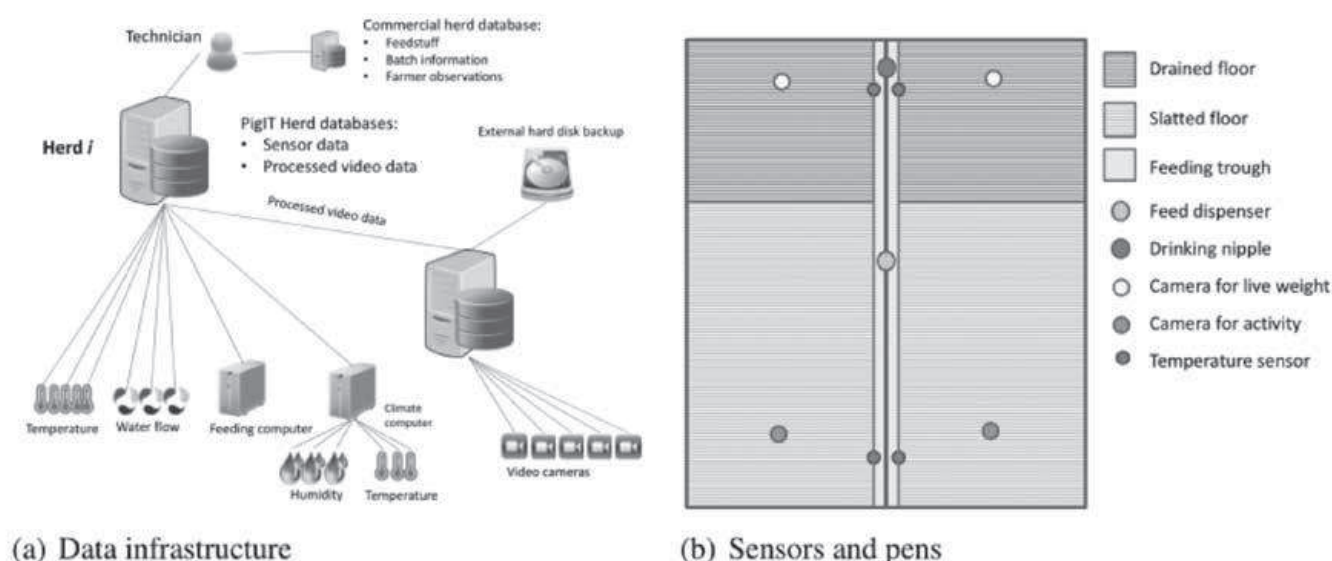 Technician
Commercial herd database:
• Feedstuff
• Batch information
• Farmer observations
Herd i
PigIT Herd databases:
• Sensor data
• Processed video data
External hard disk backup
Processed video data
Temperature
Water flow
Feeding computer
Climate
computer
Humidity
Temperature
Video cameras
(a) Data infrastructure
Drained floor
Slatted floor
Feeding trough
Feed dispenser
Drinking nipple
Camera for live weight
Camera for activity
Temperature sensor
(b) Sensors and pens